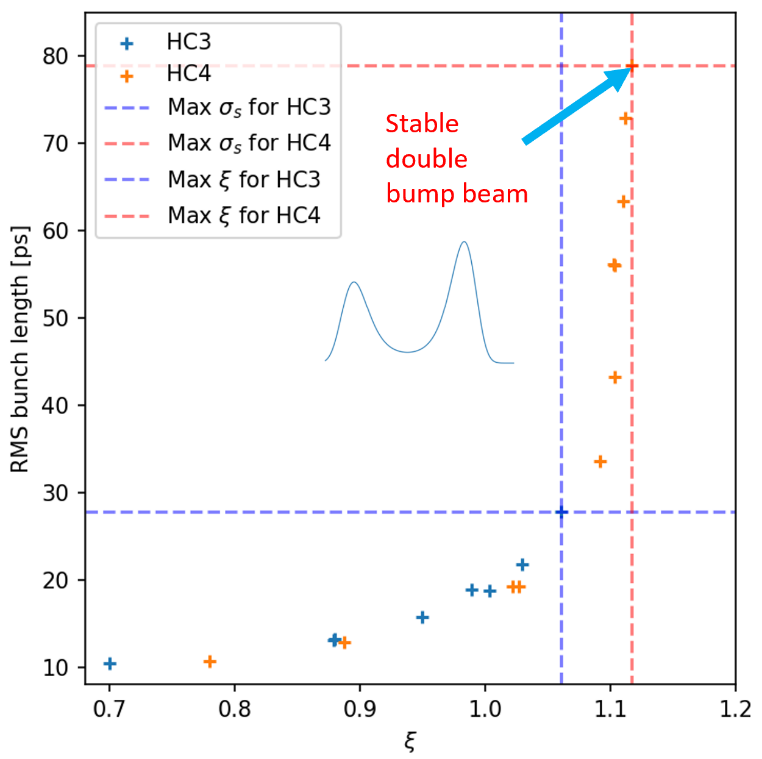 HC3
HC4
Max σs for HC3
Max σs for HC4
Max ξ for HC3
Max ξ for HC4
Stable
double
bump beam
RMS bunch length [ps]
80
70
60
50
40
30
20
10
0.7 0.8 0.9 1.0 1.1 1.2
ξ